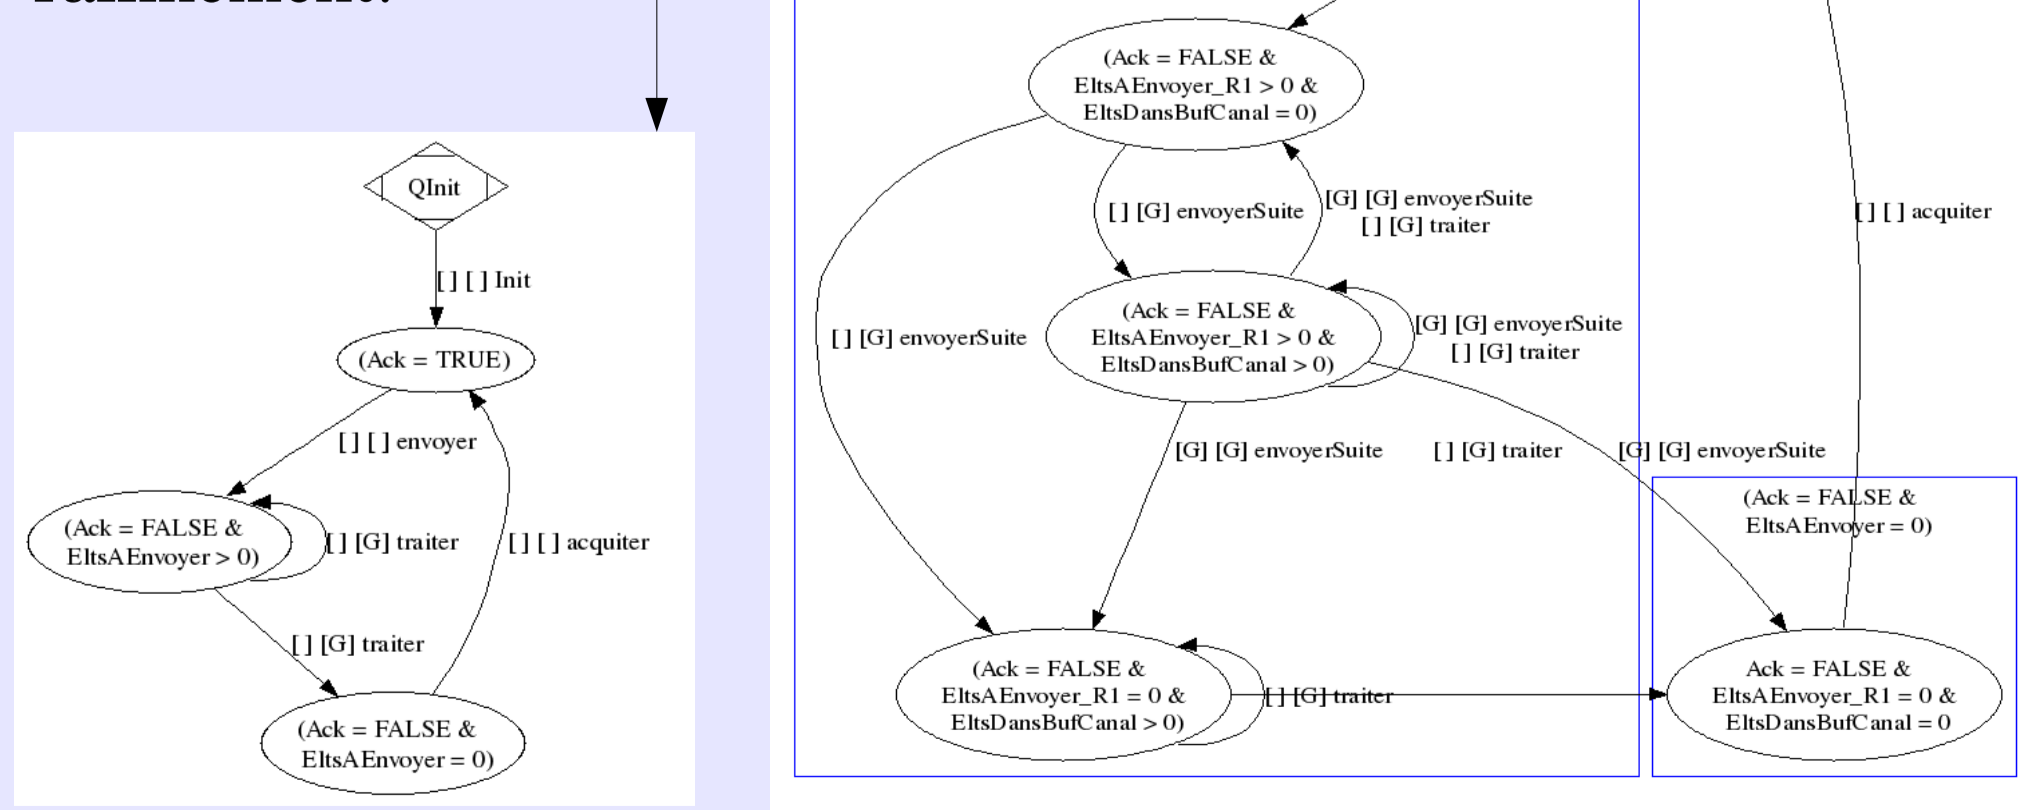 QInit
[ ] [ ] Init
(Ack = TRUE)
[ ] [ ] envoyer
(Ack = FALSE &
EltsAEnvoyer > 0)
[ ] [G] traiter
[ ] [ ] acquiter
[ ] [G] traiter
(Ack = FALSE &
EltsAEnvoyer = 0)
(Ack = FALSE &
EltsAEnvoyer_R1 > 0 &
EltsDansBufCanal = 0)
[ ] [G] envoyerSuite
[G] [G] envoyerSuite
[ ] [G] traiter
[ ] [ ] acquiter
(Ack = FALSE &
EltsAEnvoyer_R1 > 0 &
EltsDansBufCanal > 0)
[ ] [G] envoyerSuite
[G] [G] envoyerSuite
[ ] [G] traiter
[G] [G] envoyerSuite
[ ] [G] traiter
[G] [G] envoyerSuite
(Ack = FALSE &
EltsAEnvoyer = 0)
(Ack = FALSE &
EltsAEnvoyer_R1 = 0 &
EltsDansBufCanal > 0)
[ ] [G] traiter
Ack = FALSE &
EltsAEnvoyer_R1 = 0 &
EltsDansBufCanal = 0